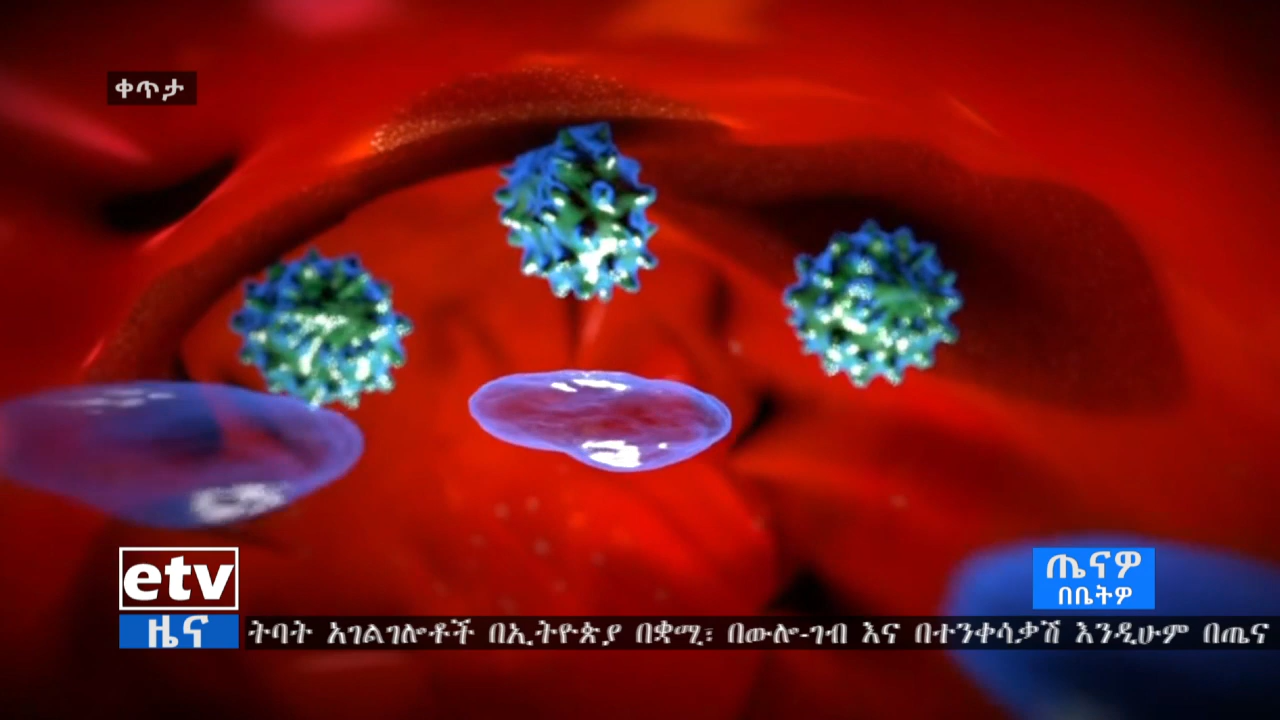 ቀጥታ
etv
ዜና
ጤናዎ
በቤትዎ
ትባት አገልገሎቶች በኢትዮጵያ በቋሚ፣ በውሎ-ገብ እና በተንቀሳቃሽ እንዲሁም በጤና